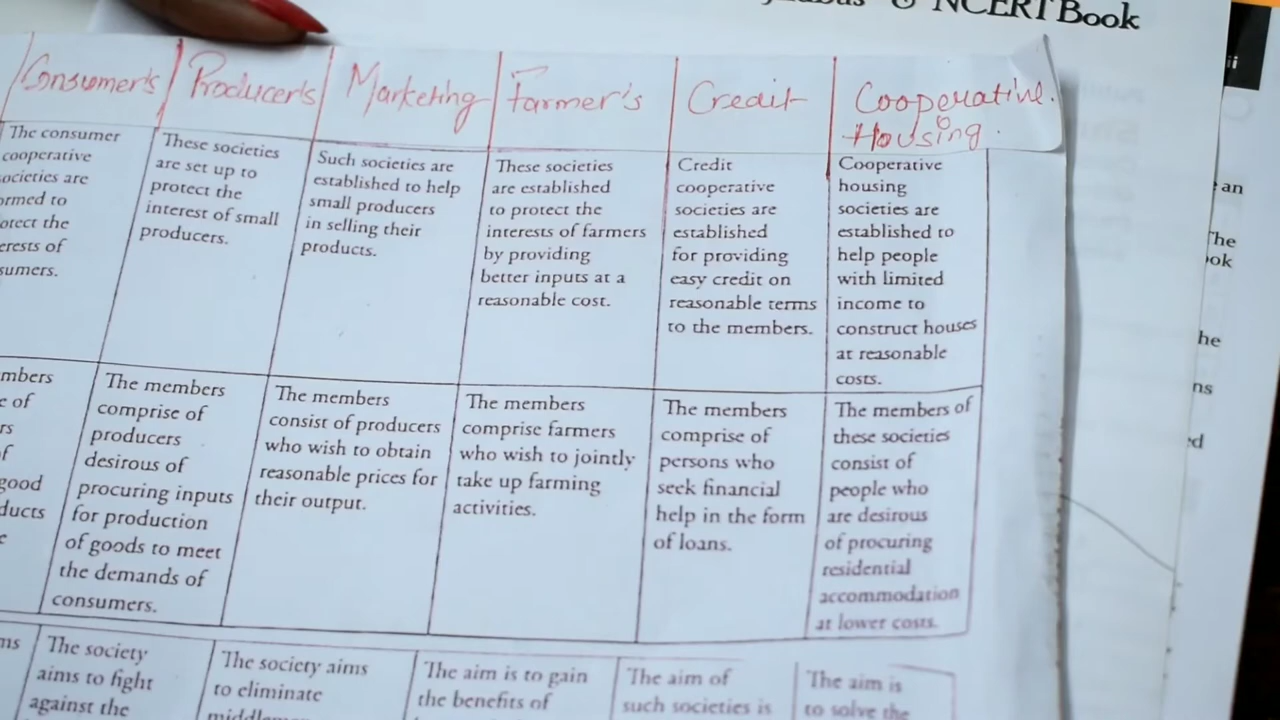 & NCERT Book
Consumer's Producer's Marketing Farmer's Credit Cooperative.
Housing.
The consumer
cooperative
societies are
formed to
protect the
interests of
consumers.
These societies
are set up to
protect the
interest of small
producers.
Such societies are
established to help
small producers
in selling their
products.
These societies
are established
to protect the
interests of farmers
by providing
better inputs at a
reasonable cost.
Credit
cooperative
societies are
established
for providing
easy credit on
reasonable terms
to the members.
Cooperative
housing
societies are
established to
help people
with limited
income to
construct houses
at reasonable
costs.
of
good
The members
comprise of
producers
desirous of
procuring inputs
for production
of goods to meet
the demands of
consumers.
The members
consist of producers
who wish to obtain
reasonable prices for
their output.
The members
comprise farmers
who wish to jointly
take up farming
activities.
The members
comprise of
persons who
seek financial
help in the form
of loans.
The members of
these societies
consist of
people who
are desirous
of procuring
residential
accommodation
at lower costs.
The society
aims to fight
against the
The society aims
to eliminate
The aim is to gain
the benefits of
The aim of
such societies is
The aim is
to solve the
an
The